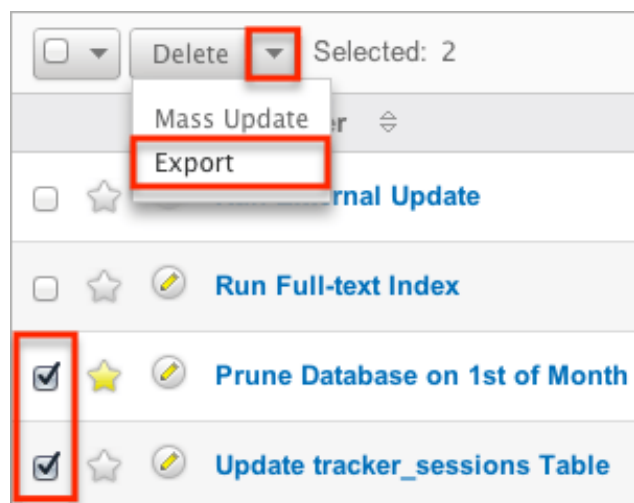 Delete Selected: 2
Mass Update
Export
Update
Run Full-text Index
Prune Database on 1st of Month
Update tracker_sessions Table